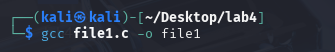 ┌──(kali㉿kali)-[~/Desktop/lab4]
└─$ gcc file1.c -o file1